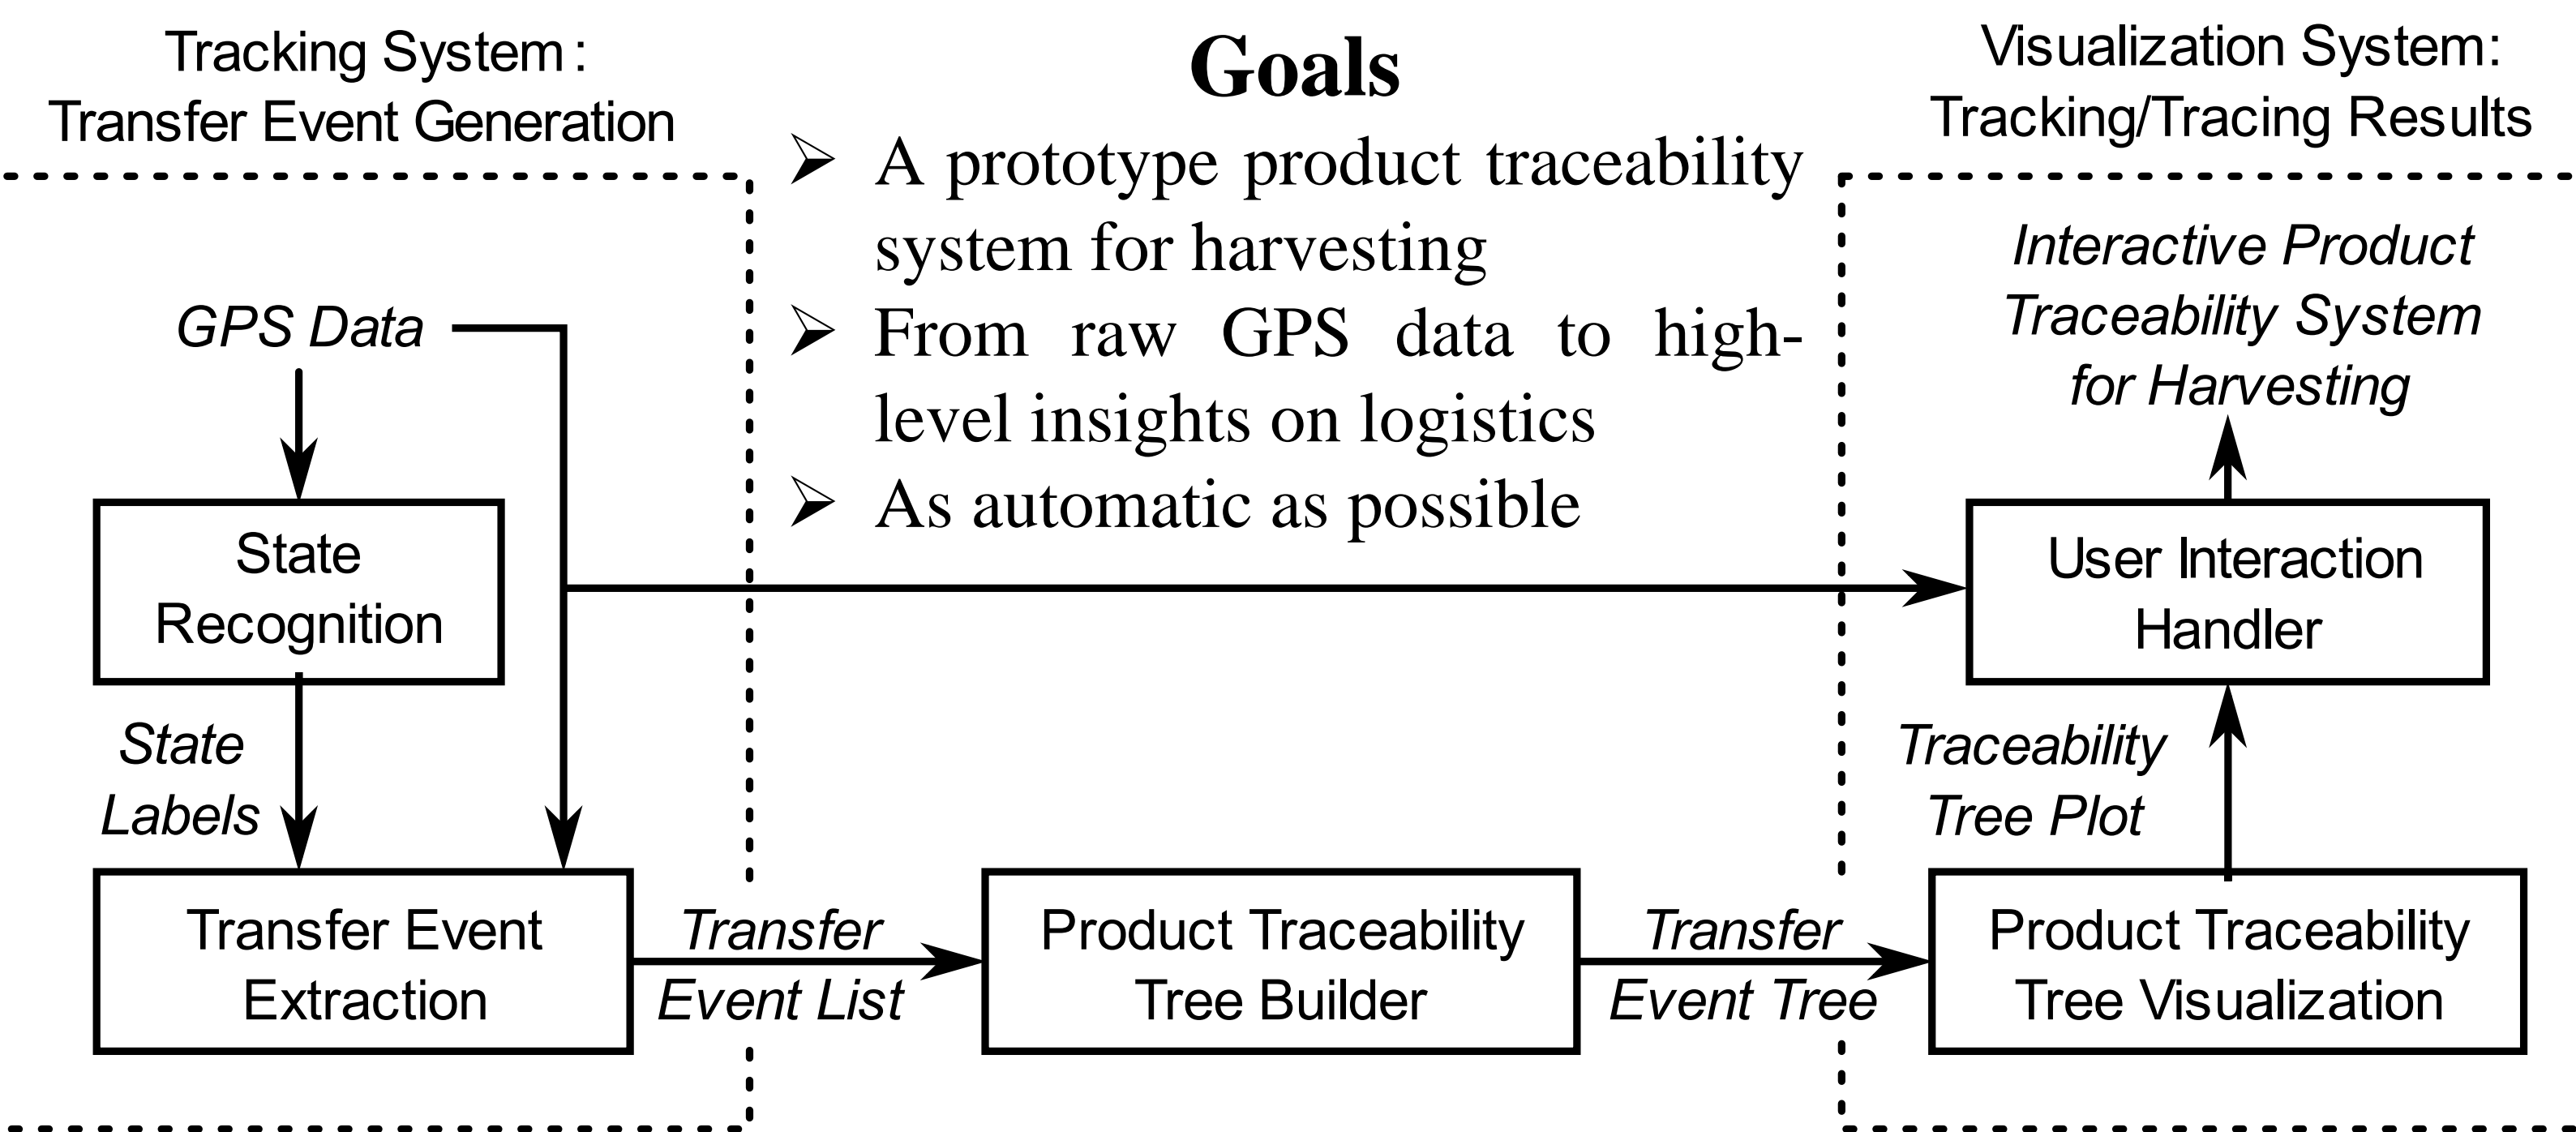 Tracking System :
Transfer Event Generation
Goals
➢ A prototype product traceability
system for harvesting
➢ From raw GPS data to high-
level insights on logistics
➢ As automatic as possible
Visualization System:
Tracking/Tracing Results
GPS Data
State
Recognition
State
Labels
Transfer Event
Extraction
Transfer
Event List
Product Traceability
Tree Builder
Transfer
Event Tree
Interactive Product
Traceability System
for Harvesting
User Interaction
Handler
Traceability
Tree Plot
Product Traceability
Tree Visualization